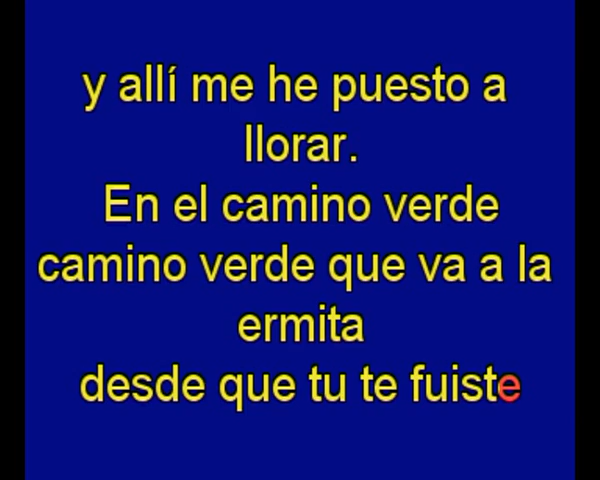 y allí me he puesto a
llorar.
En el camino verde
camino verde que va a la
ermita
desde que tu te fuiste